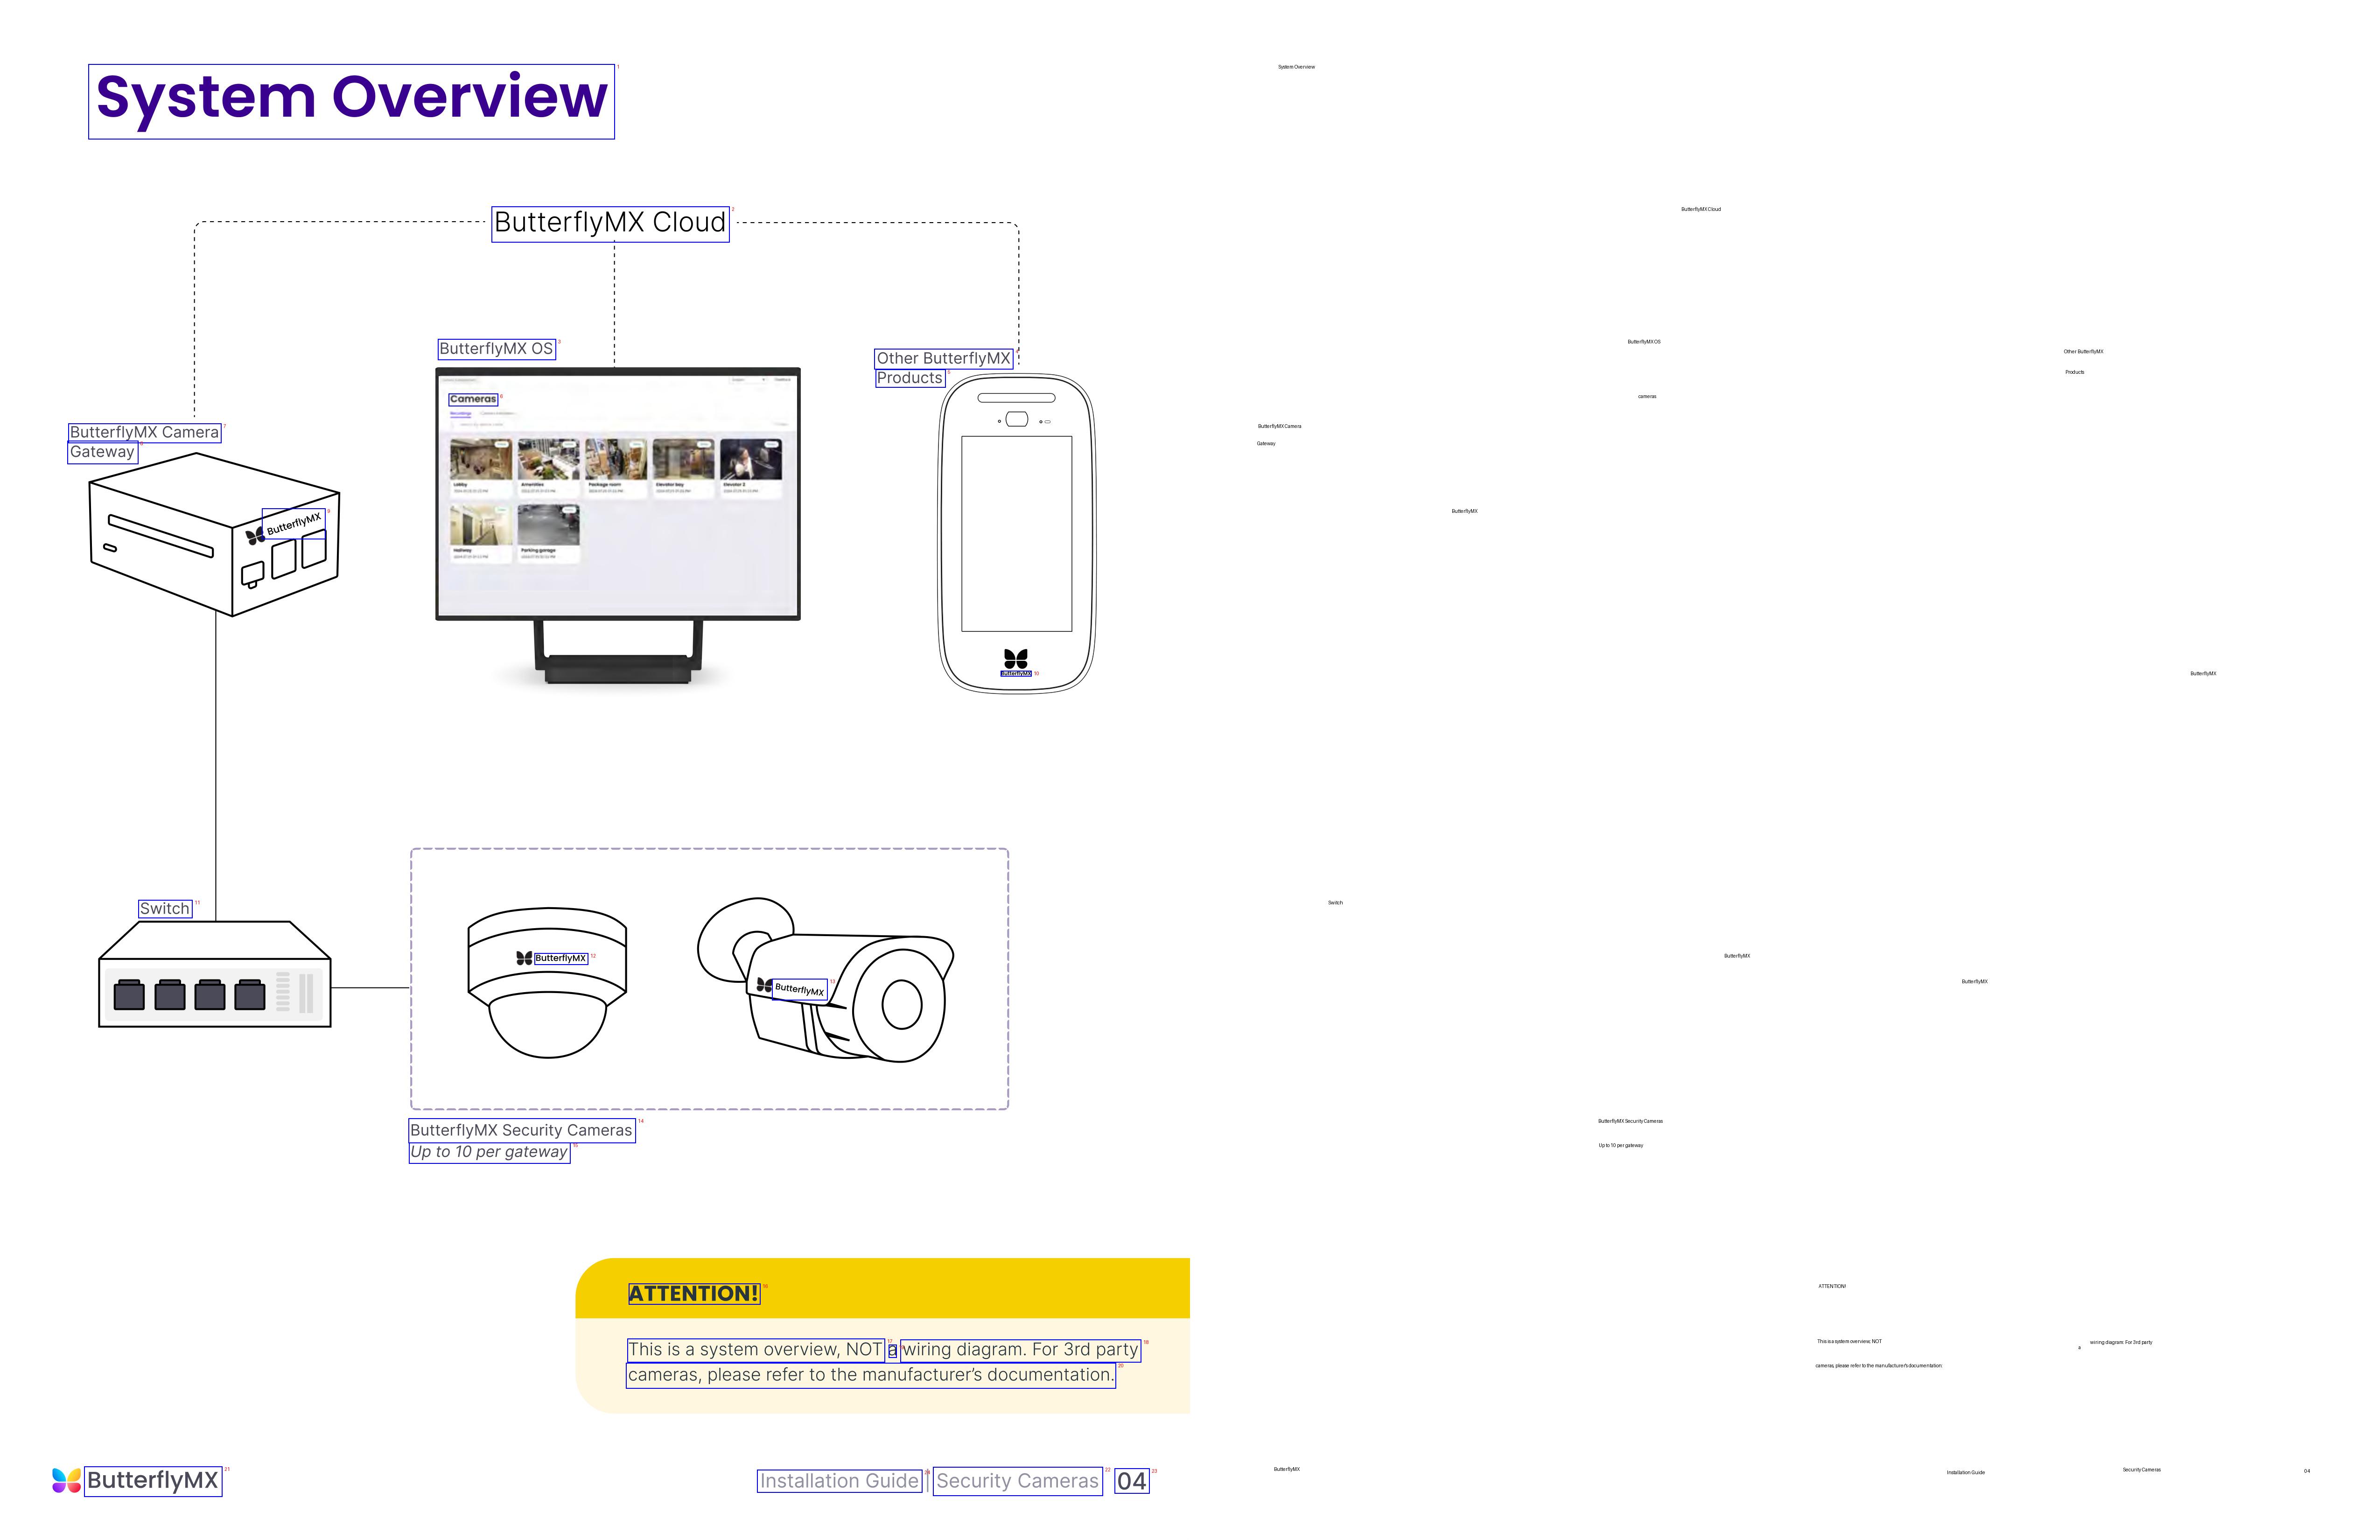 System Overview
ButterflyMX Cloud
ButterflyMX OS
Other ButterflyMX
Products
Cameras
ButterflyMX Camera
Gateway
Lobby
Amenities
Package room
Elevator bay
Elevator 2
Hallway
Parking garage
ButterflyMX
ButterflyMX
Switch
ButterflyMX
ButterflyMX
ButterflyMX Security Cameras
Up to 10 per gateway
ATTENTION!
This is a system overview, NOT a wiring diagram. For 3rd party
cameras, please refer to the manufacturer's documentation.
ButterflyMX
Installation Guide | Security Cameras 04
System Overview
ButterflyMX Cloud
ButterflyMX OS
Other ButterflyMX
Products
cameras
ButterflyMX Camera
Gateway
ButterflyMX
ButterflyMX
Switch
ButterflyMX
ButterflyMX
ButterflyMX Security Cameras
Up to 10 per gateway
ATTENTION!
This is a system overview, NOT a wiring diagram. For 3rd party
cameras, please refer to the manufacturer's documentation.
ButterflyMX
Installation Guide Security Cameras 04